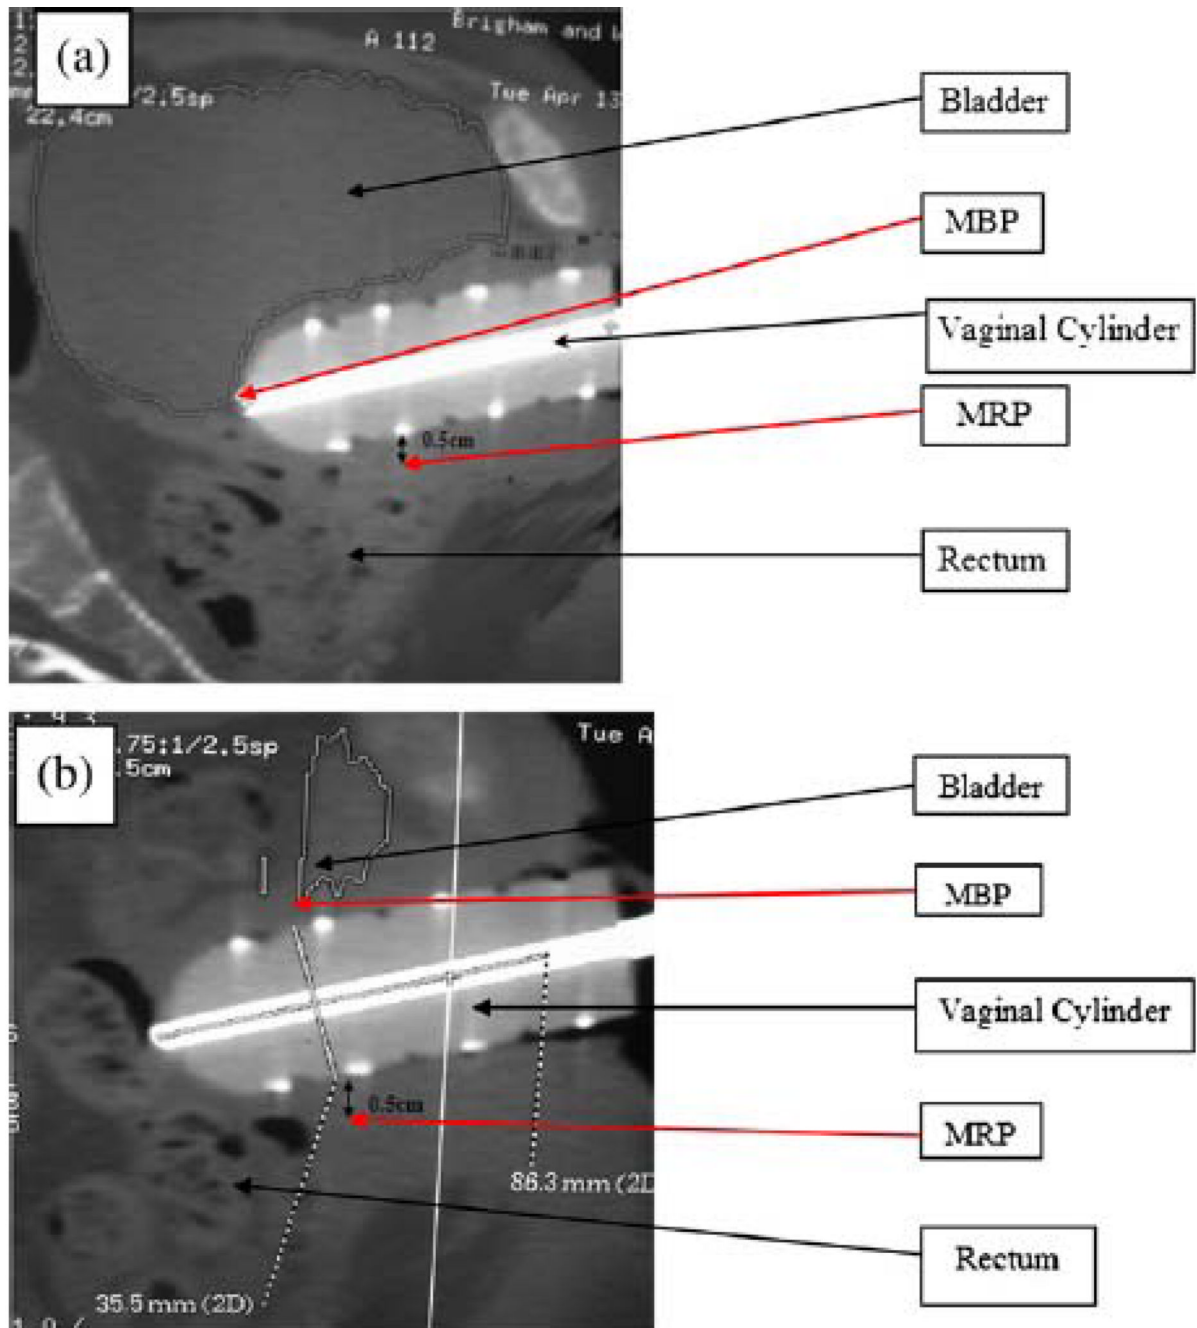 (a)
Brigham and
A 112
Tue Apr 13
/2.5sp
22.4cm
Bladder
MBP
Vaginal Cylinder
MRP
0.5cm
Rectum
(b)
.75:1/2.5sp
.5cm
Tue A
Bladder
MBP
Vaginal Cylinder
0.5cm
MRP
86.3 mm (2D
Rectum
35.5 mm (2D)